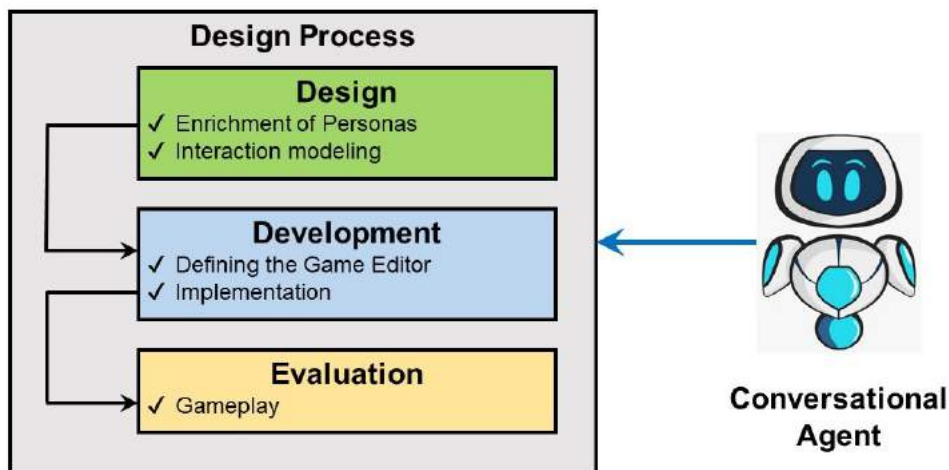 Design Process
Design
✓ Enrichment of Personas
✓ Interaction modeling
Development
✓ Defining the Game Editor
✓ Implementation
Evaluation
✓ Gameplay
Conversational
Agent